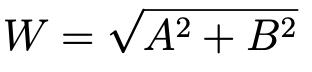 W = √A² + B²